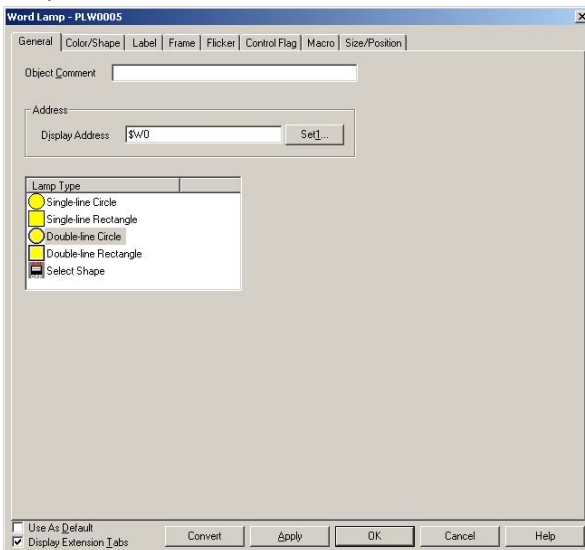 Word Lamp - PLW0005
General Color/Shape Label Frame Flicker Control Flag Macro Size/Position
Object Comment
Address
Display Address $W0 Set1...
Lamp Type
Single-line Circle
Single-line Rectangle
Double-line Circle
Double-line Rectangle
Select Shape
Use As Default
Display Extension Tabs Convert Apply OK Cancel Help